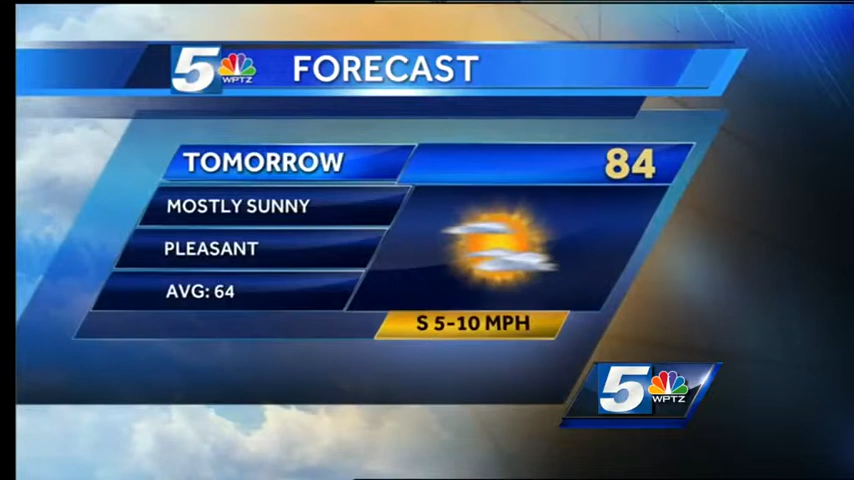 5 WPTZ FORECAST
TOMORROW 84
MOSTLY SUNNY
PLEASANT
AVG: 64
S 5-10 MPH
5 WPTZ